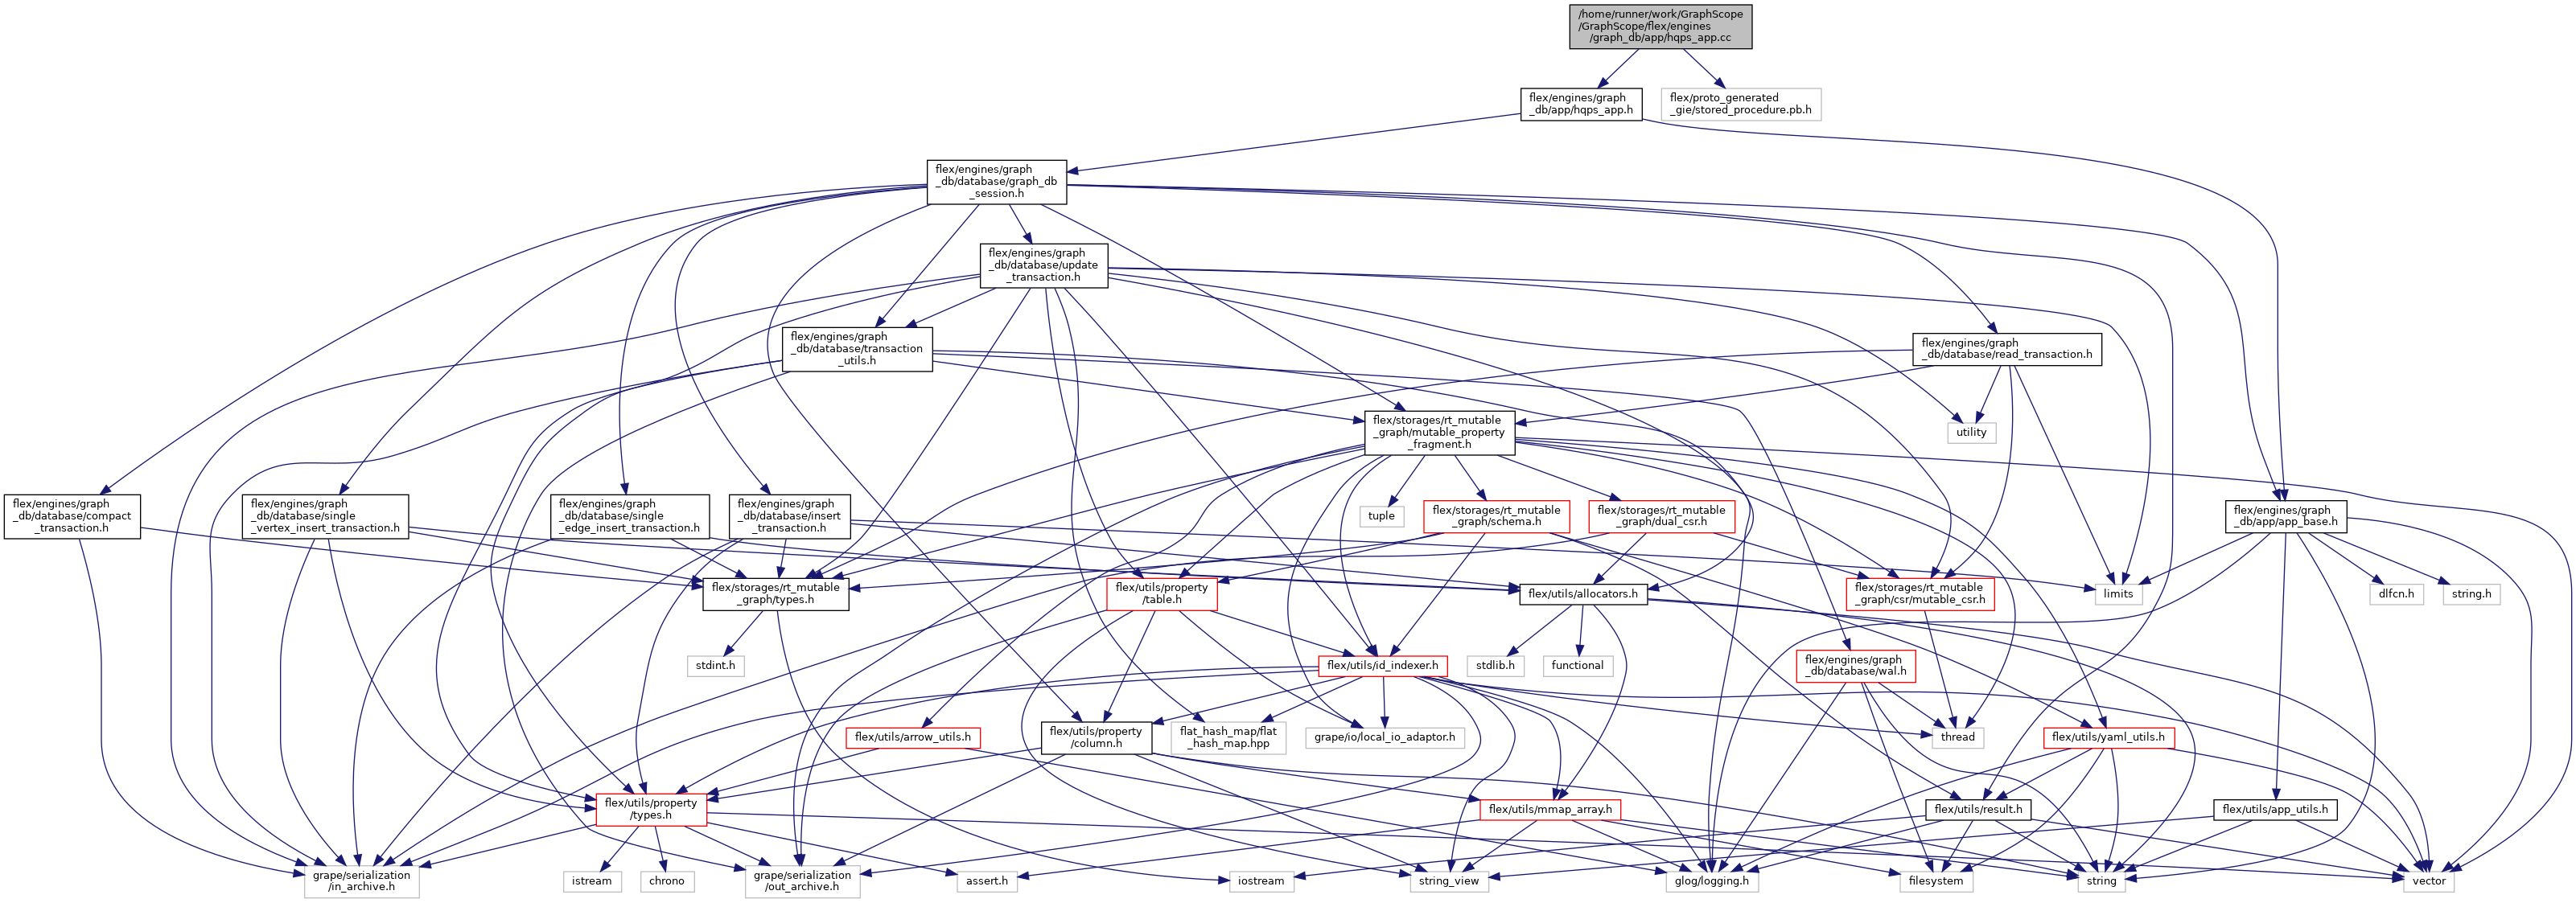 /home/runner/work/GraphScope
/GraphScope/flex/engines
/graph_db/app/hqps_app.cc
flex/engines/graph
_db/app/hqps_app.h
flex/proto_generated
_gie/stored_procedure.pb.h
flex/engines/graph
_db/database/graph_db
_session.h
flex/engines/graph
_db/database/update
_transaction.h
flex/engines/graph
_db/database/transaction
_utils.h
flex/engines/graph
_db/database/read_transaction.h
flex/storages/rt_mutable
_graph/mutable_property
_fragment.h
utility
flex/engines/graph
_db/database/compact
_transaction.h
flex/engines/graph
_db/database/single
_vertex_insert_transaction.h
flex/engines/graph
_db/database/single
_edge_insert_transaction.h
flex/engines/graph
_db/database/insert
_transaction.h
tuple
flex/storages/rt_mutable
_graph/schema.h
flex/storages/rt_mutable
_graph/dual_csr.h
flex/engines/graph
_db/app/app_base.h
flex/storages/rt_mutable
_graph/types.h
flex/utils/property
/table.h
flex/utils/allocators.h
flex/storages/rt_mutable
_graph/csr/mutable_csr.h
limits
dlfcn.h
string.h
stdint.h
flex/utils/id_indexer.h
stdlib.h
functional
flex/engines/graph
_db/database/wal.h
flex/utils/arrow_utils.h
flex/utils/property
/column.h
flat_hash_map/flat
_hash_map.hpp
grape/io/local_io_adaptor.h
thread
flex/utils/yaml_utils.h
flex/utils/property
/types.h
flex/utils/mmap_array.h
flex/utils/result.h
flex/utils/app_utils.h
grape/serialization
/in_archive.h
istream
chrono
grape/serialization
/out_archive.h
assert.h
iostream
string_view
glog/logging.h
filesystem
string
vector